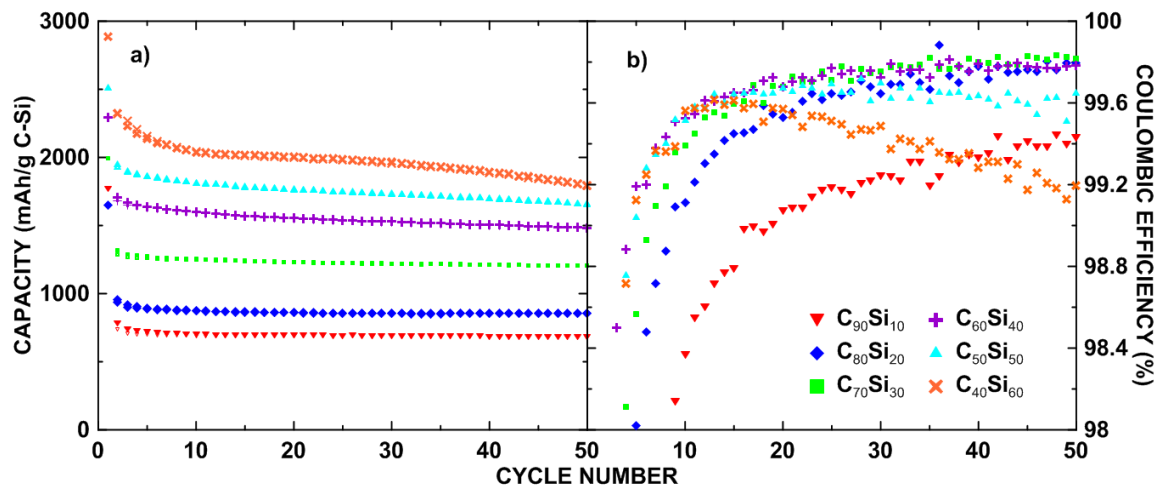 3000
2000
1000
0
CAPACITY (mAh/g C-Si)
a)
0 10 20 30 40 50
b)
C₉₀Si₁₀
C₈₀Si₂₀
C₇₀Si₃₀
C₆₀Si₄₀
C₅₀Si₅₀
C₄₀Si₆₀
10 20 30 40 50
CYCLE NUMBER
100
99.6
99.2
98.8
98.4
98
COULOMBIC EFFICIENCY (%)